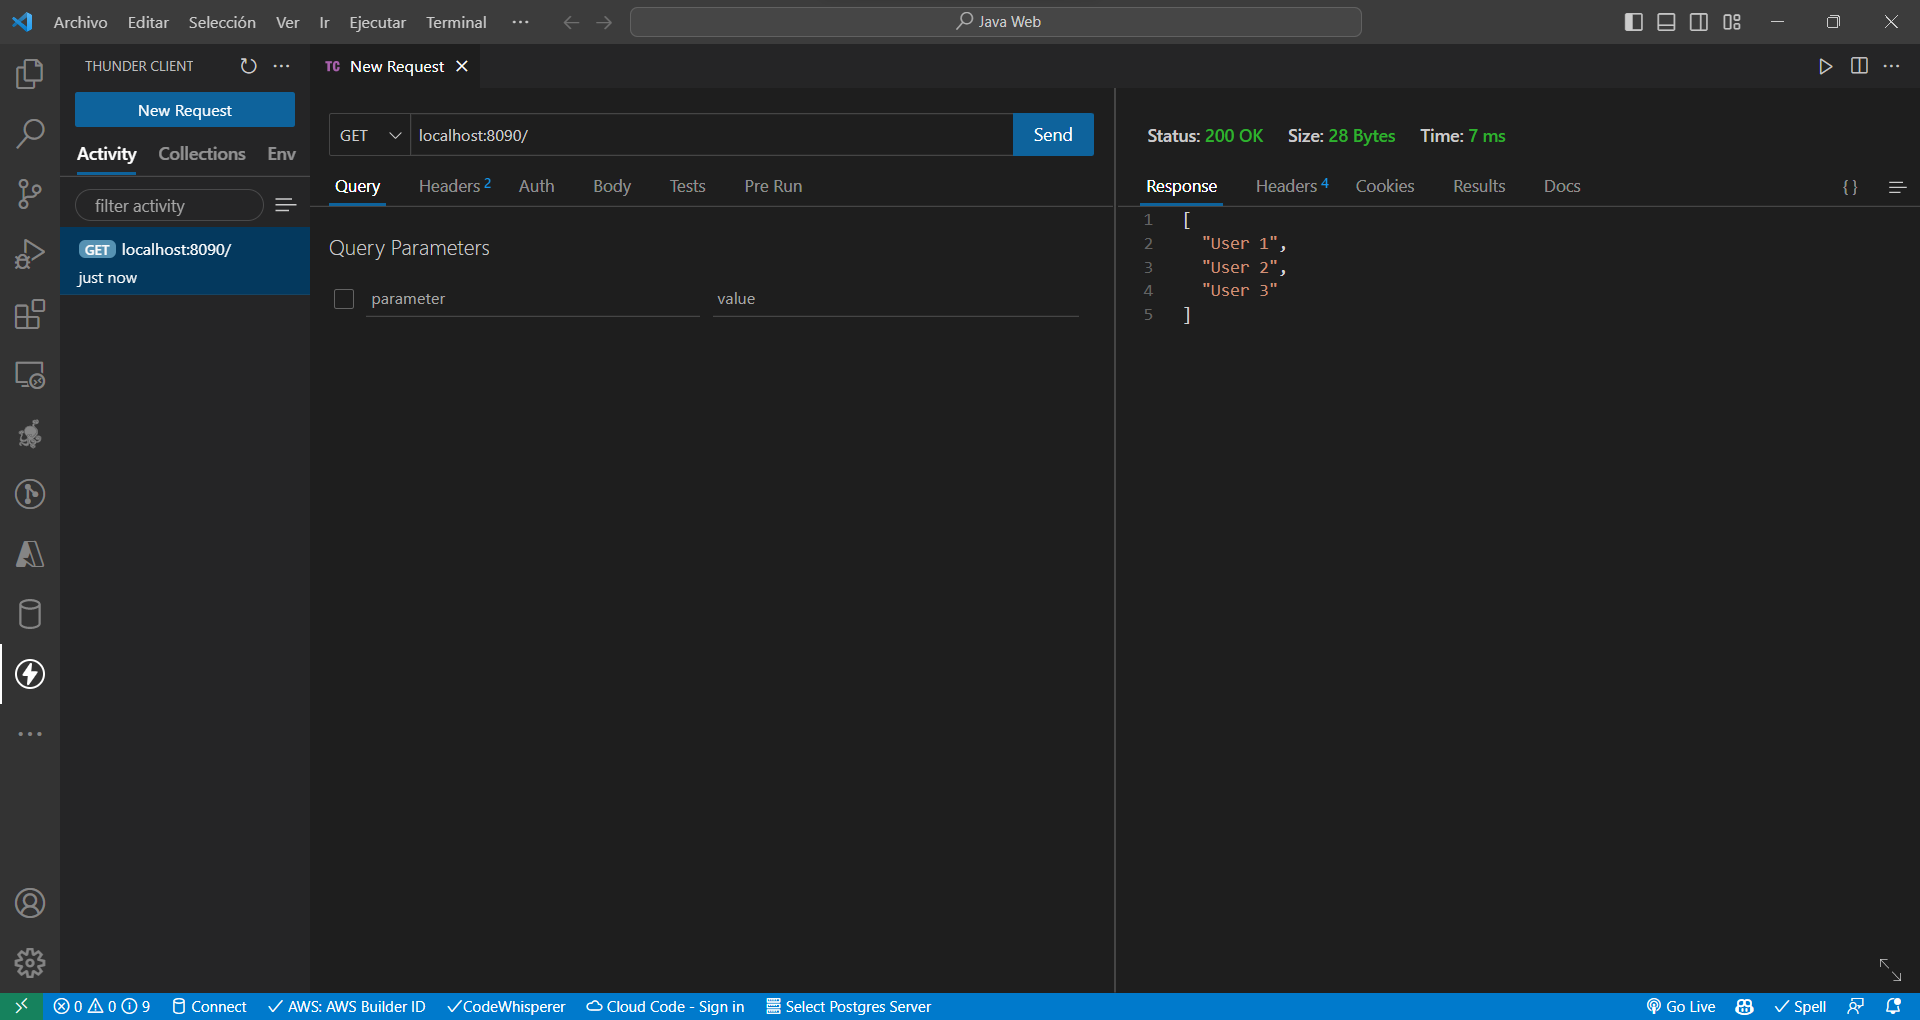 Archivo Editar Selección Ver Ir Ejecutar Terminal ··· Java Web
THUNDER CLIENT ···
New Request
Activity Collections Env
filter activity
GET localhost:8090/
just now
TC New Request
GET localhost:8090/ Send
Query Headers 2 Auth Body Tests Pre Run
Query Parameters
parameter value
Status: 200 OK Size: 28 Bytes Time: 7 ms
Response Headers 4 Cookies Results Docs {}
1 [
2 "User 1",
3 "User 2",
4 "User 3"
5 ]
0 0 9 Connect AWS: AWS Builder ID CodeWhisperer Cloud Code - Sign in Select Postgres Server Go Live Spell